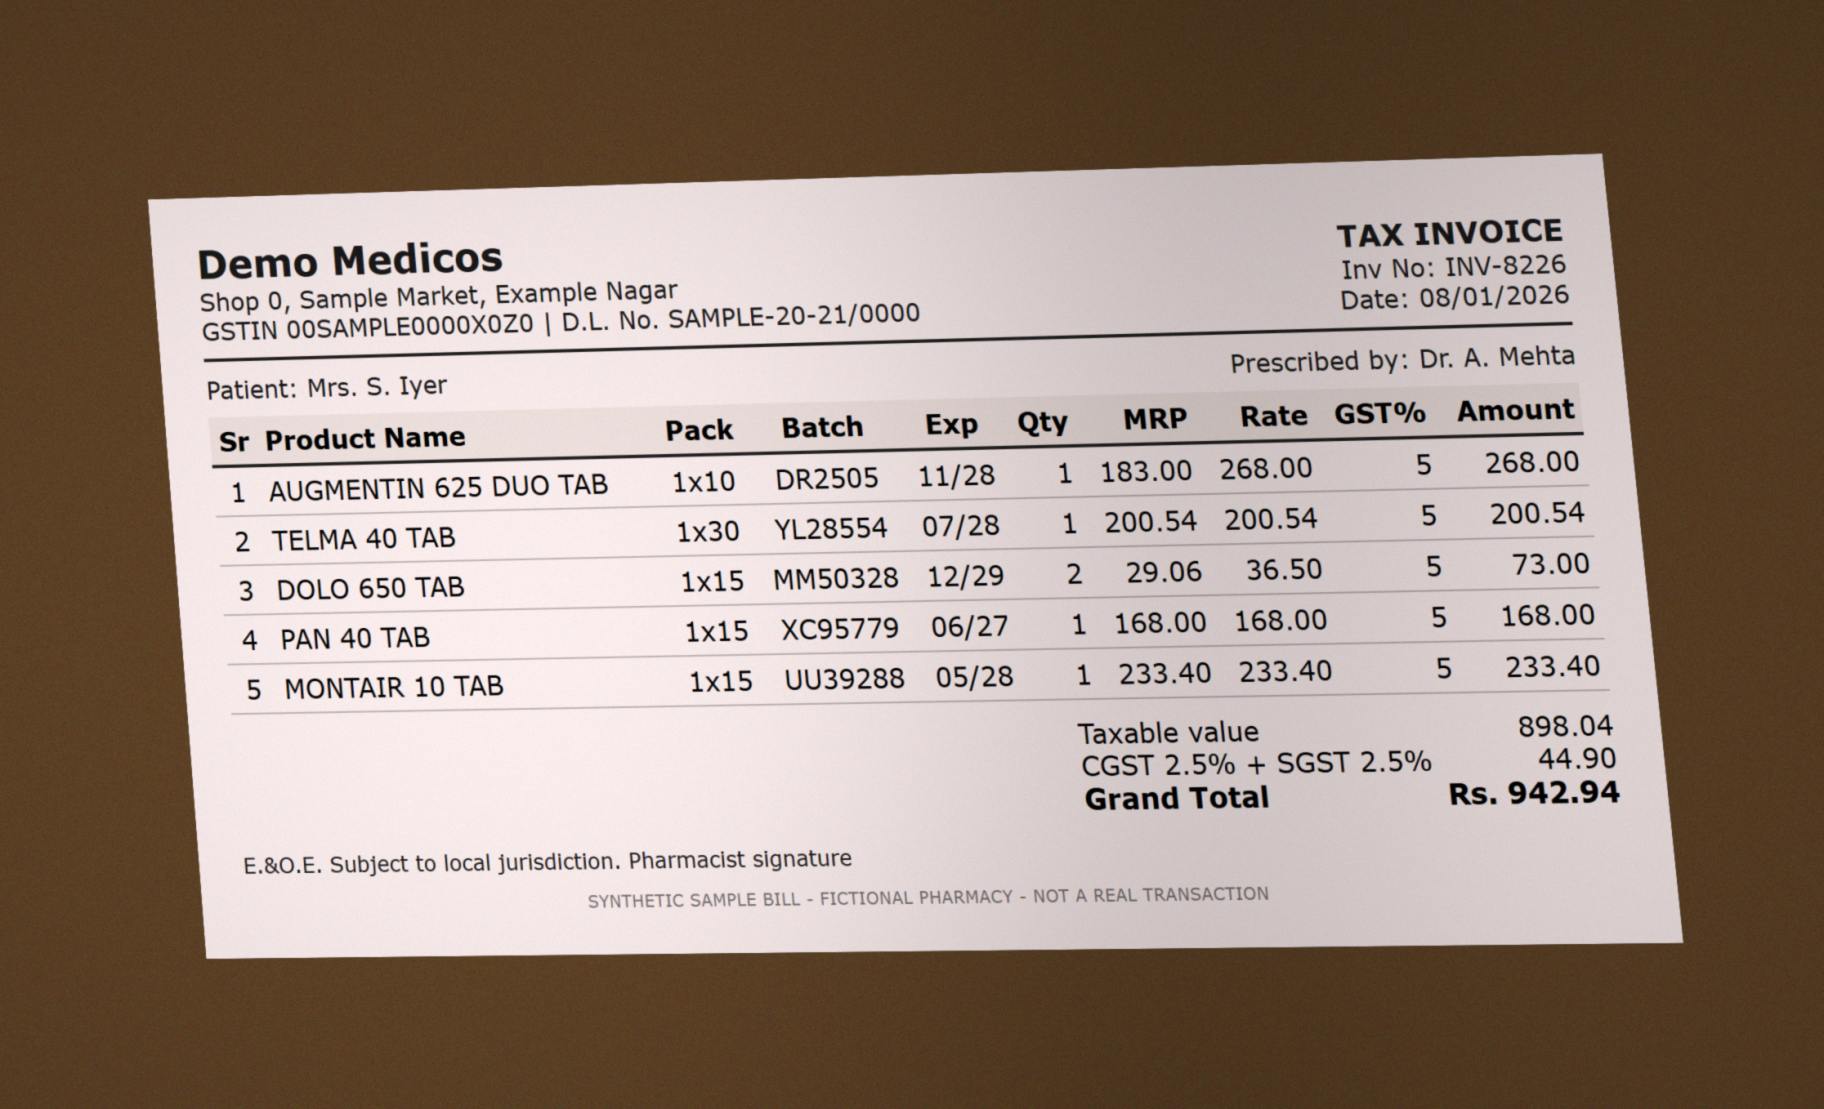 Demo Medicos
Shop 0, Sample Market, Example Nagar
GSTIN 00SAMPLE0000X0Z0 | D.L. No. SAMPLE-20-21/0000
TAX INVOICE
Inv No: INV-8226
Date: 08/01/2026
Patient: Mrs. S. Iyer
Prescribed by: Dr. A. Mehta
Sr Product Name Pack Batch Exp Qty MRP Rate GST% Amount
1 AUGMENTIN 625 DUO TAB 1x10 DR2505 11/28 1 183.00 268.00 5 268.00
2 TELMA 40 TAB 1x30 YL28554 07/28 1 200.54 200.54 5 200.54
3 DOLO 650 TAB 1x15 MM50328 12/29 2 29.06 36.50 5 73.00
4 PAN 40 TAB 1x15 XC95779 06/27 1 168.00 168.00 5 168.00
5 MONTAIR 10 TAB 1x15 UU39288 05/28 1 233.40 233.40 5 233.40
Taxable value 898.04
CGST 2.5% + SGST 2.5% 44.90
Grand Total Rs. 942.94
E.&O.E. Subject to local jurisdiction. Pharmacist signature
SYNTHETIC SAMPLE BILL - FICTIONAL PHARMACY - NOT A REAL TRANSACTION